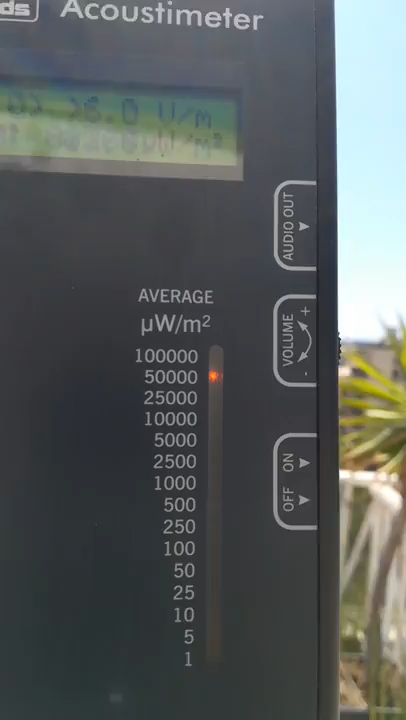 ds Acoustimeter
AUDIO OUT
AVERAGE
µW/m²
VOLUME
+
-
100000
50000
25000
10000
5000
2500
1000
500
250
100
50
25
10
5
1
ON
OFF